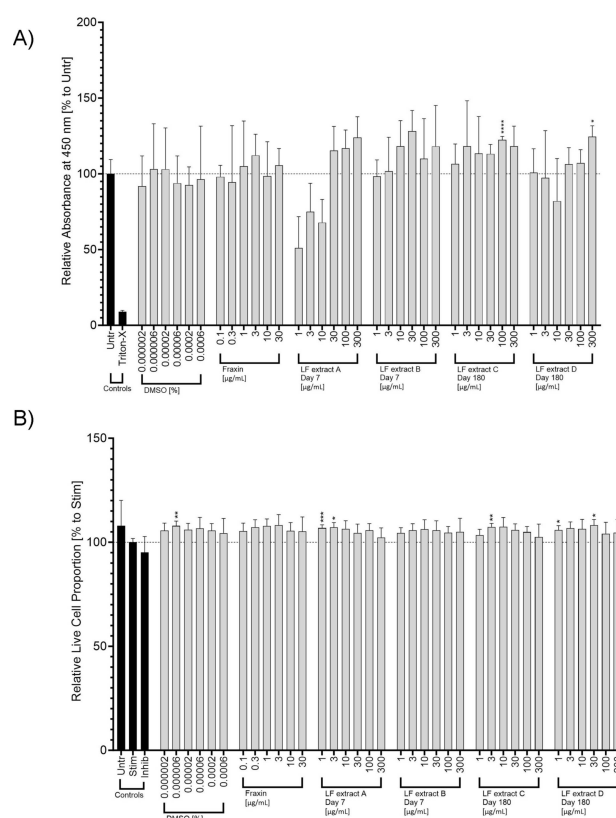 A)
Relative Absorbance at 450 nm [% to Untr]
200
150
100
50
0
**** *
Untr Triton-X 0.000002 0.000006 0.00002 0.00006 0.0002 0.0006 0.1 0.3 1 3 10 30 1 3 10 30 100 300 1 3 10 30 100 300 1 3 10 30 100 300 1 3 10 30 100 300
Controls DMSO [%] Fraxin [µg/mL] LF extract A Day 7 [µg/mL] LF extract B Day 7 [µg/mL] LF extract C Day 180 [µg/mL] LF extract D Day 180 [µg/mL]
B)
Relative Live Cell Proportion [% to Stim]
150
100
50
0
** *** * ** * *
Untr Stim Inhib 0.000002 0.000006 0.00002 0.00006 0.0002 0.0006 0.1 0.3 1 3 10 30 1 3 10 30 100 300 1 3 10 30 100 300 1 3 10 30 100 300 1 3 10 30 100
Controls DMSO [%] Fraxin [µg/mL] LF extract A Day 7 [µg/mL] LF extract B Day 7 [µg/mL] LF extract C Day 180 [µg/mL] LF extract D Day 180 [µg/mL]